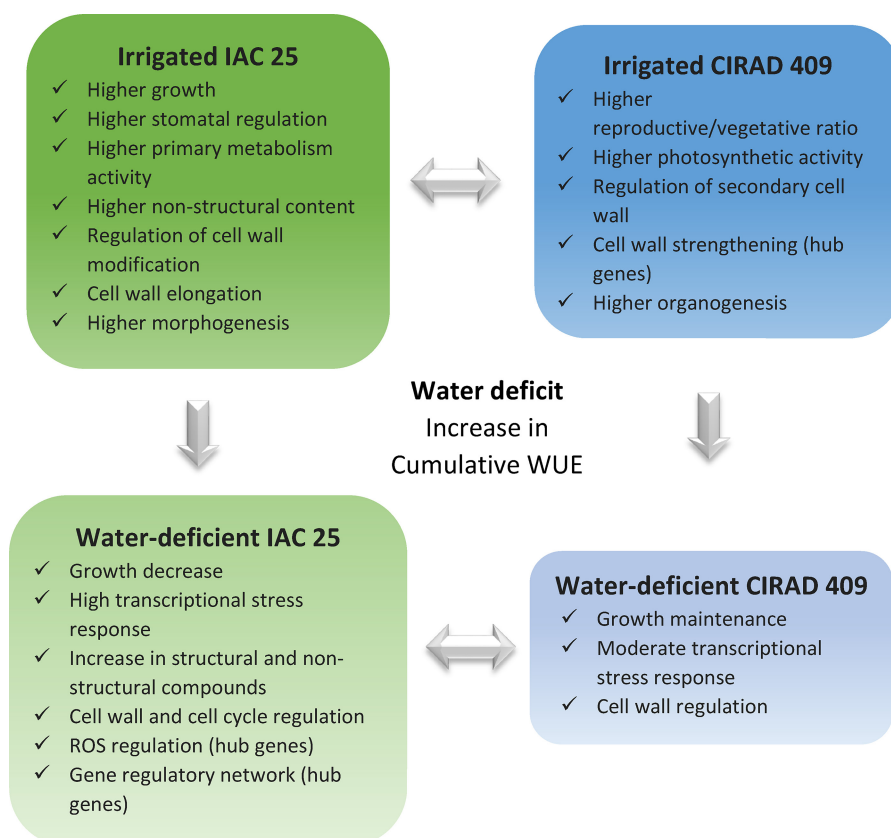 Irrigated IAC 25
✓ Higher growth
✓ Higher stomatal regulation
✓ Higher primary metabolism
activity
✓ Higher non-structural content
✓ Regulation of cell wall
modification
✓ Cell wall elongation
✓ Higher morphogenesis
Irrigated CIRAD 409
✓ Higher
reproductive/vegetative ratio
✓ Higher photosynthetic activity
✓ Regulation of secondary cell
wall
✓ Cell wall strengthening (hub
genes)
✓ Higher organogenesis
Water deficit
Increase in
Cumulative WUE
Water-deficient IAC 25
✓ Growth decrease
✓ High transcriptional stress
response
✓ Increase in structural and non-
structural compounds
✓ Cell wall and cell cycle regulation
✓ ROS regulation (hub genes)
✓ Gene regulatory network (hub
genes)
Water-deficient CIRAD 409
✓ Growth maintenance
✓ Moderate transcriptional
stress response
✓ Cell wall regulation